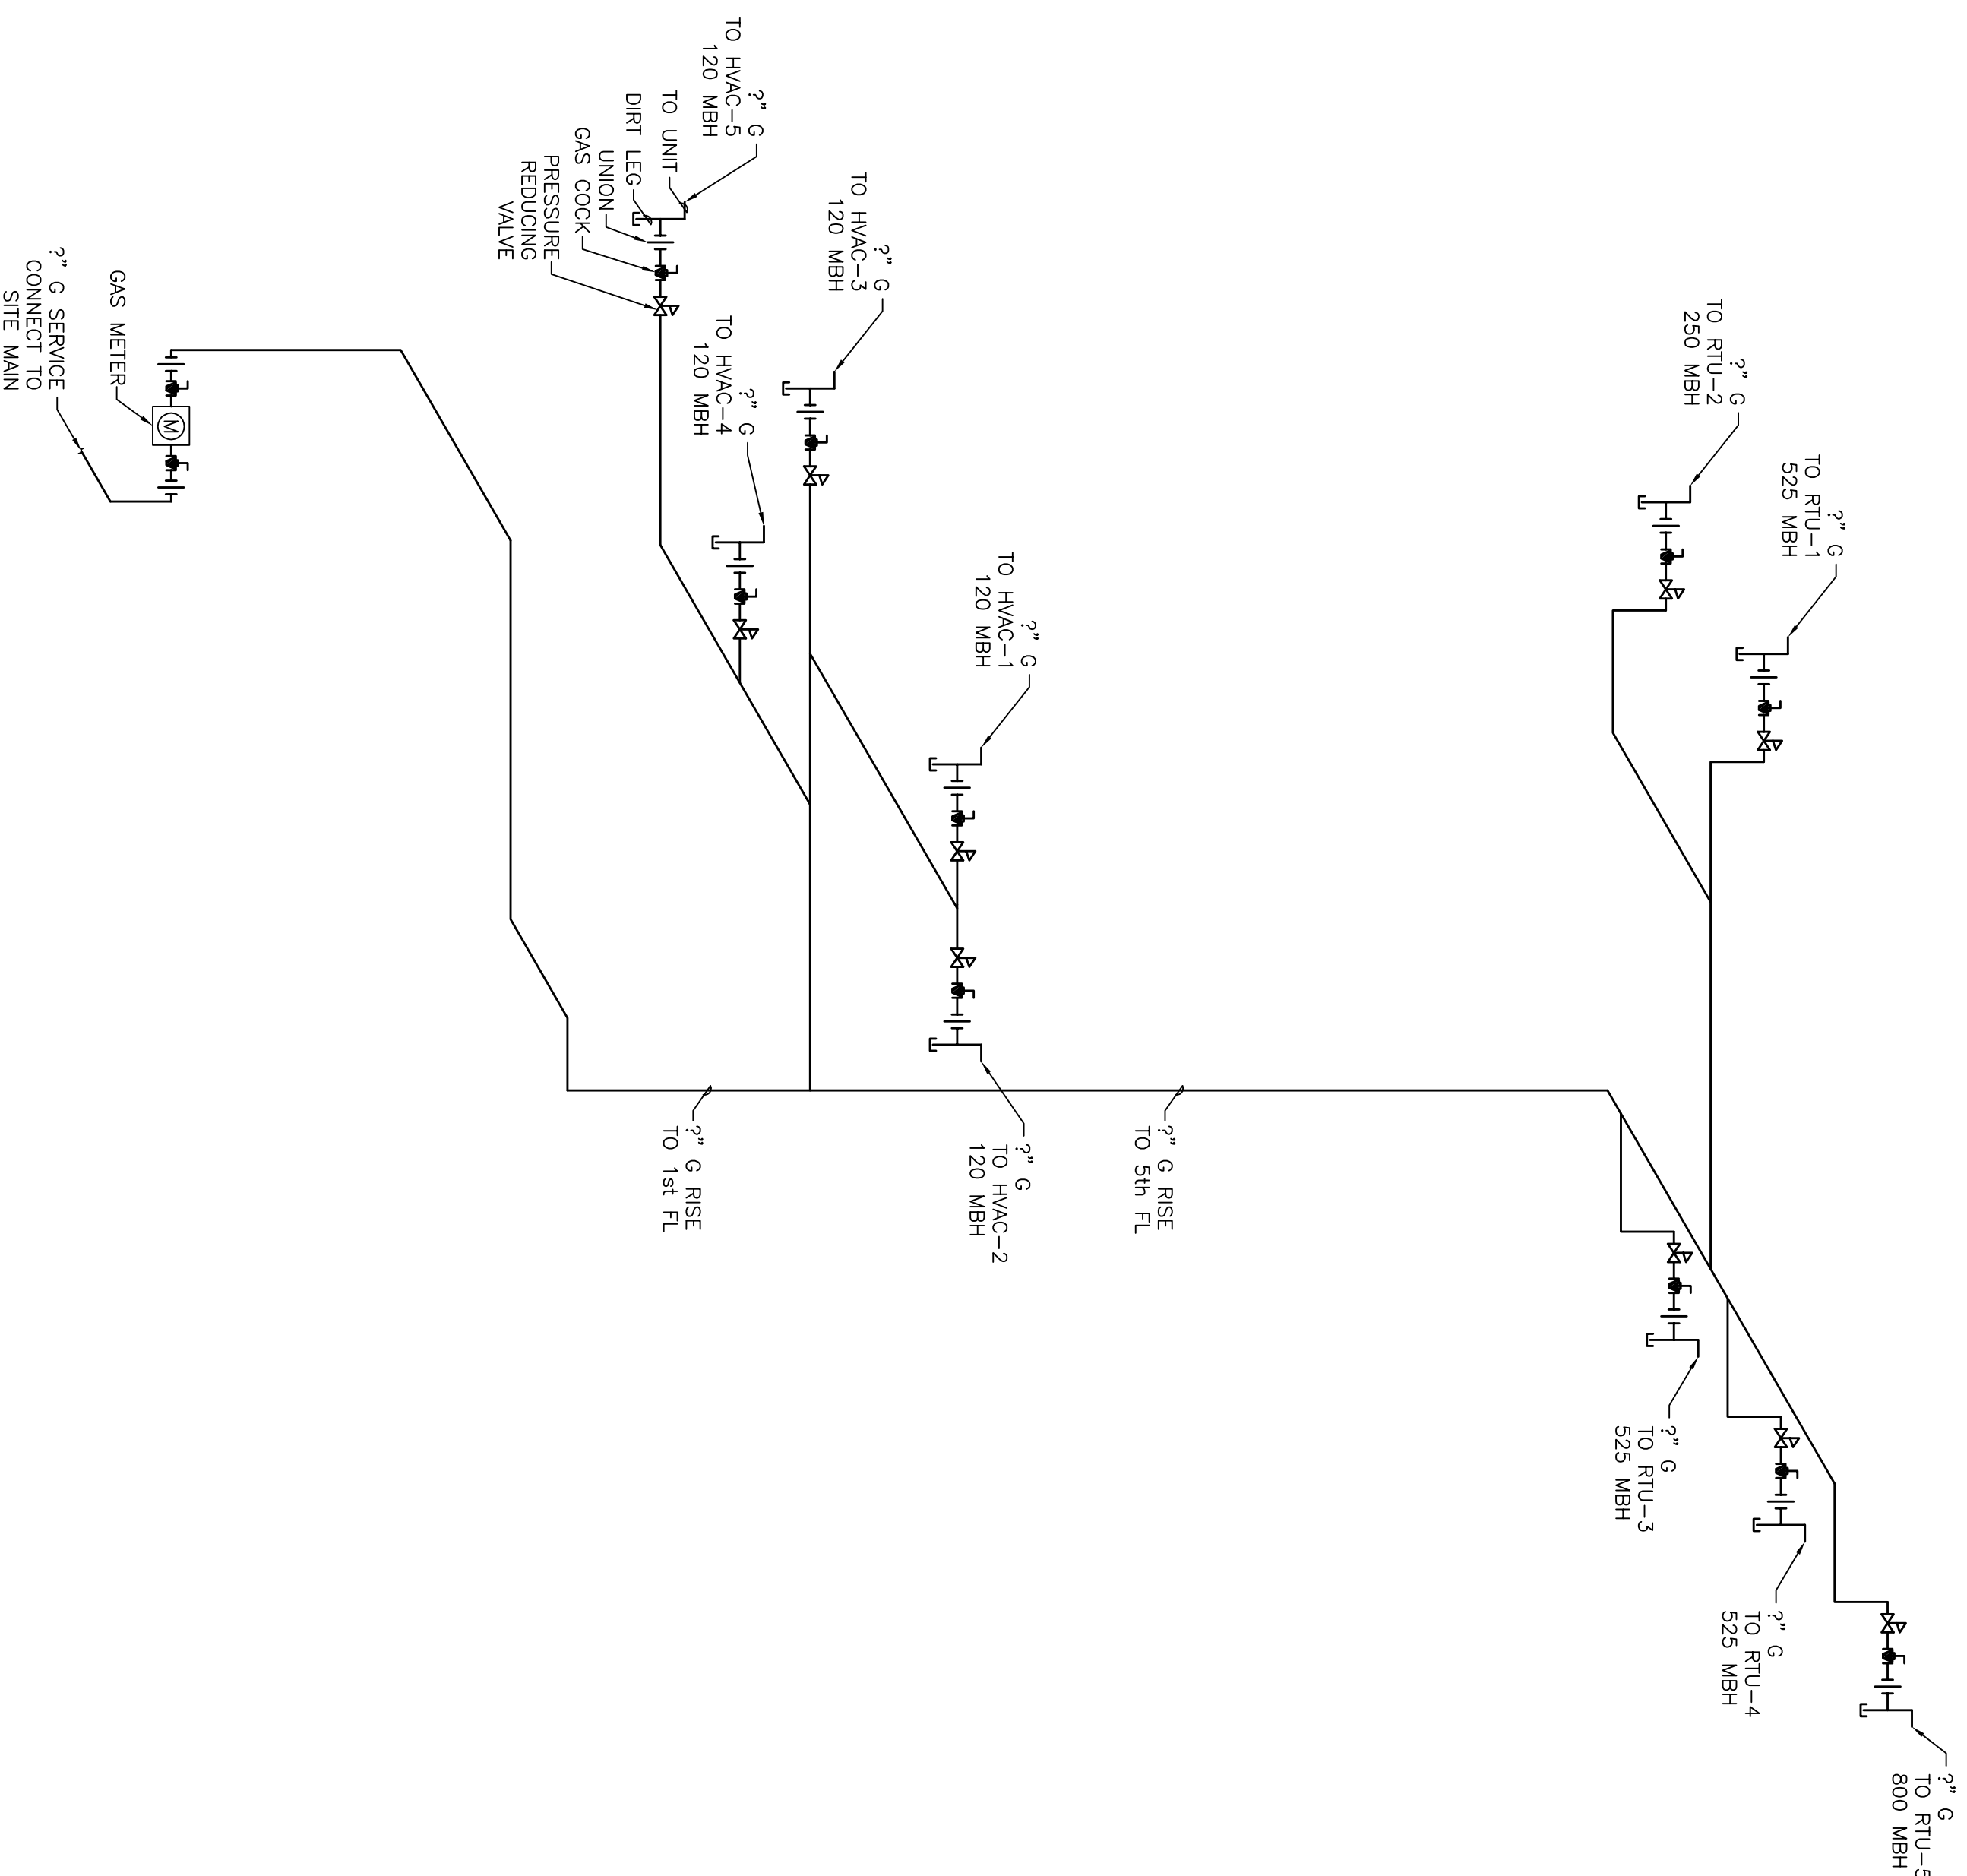 ?" G
TO RTU-5
800 MBH
?" G
TO RTU-1
525 MBH
?" G
TO RTU-4
525 MBH
?" G
TO RTU-2
250 MBH
?" G
TO RTU-3
525 MBH
?" G RISE
TO 5th FL
?" G
TO HVAC-1
120 MBH
?" G
TO HVAC-2
120 MBH
?" G
TO HVAC-3
120 MBH
?" G
TO HVAC-5
120 MBH
?" G
TO HVAC-4
120 MBH
?" G RISE
TO 1st FL
TO UNIT
DIRT LEG
UNION
GAS COCK
PRESSURE
REDUCING
VALVE
GAS METER
M
?" G SERVICE
CONNECT TO
SITE MAIN